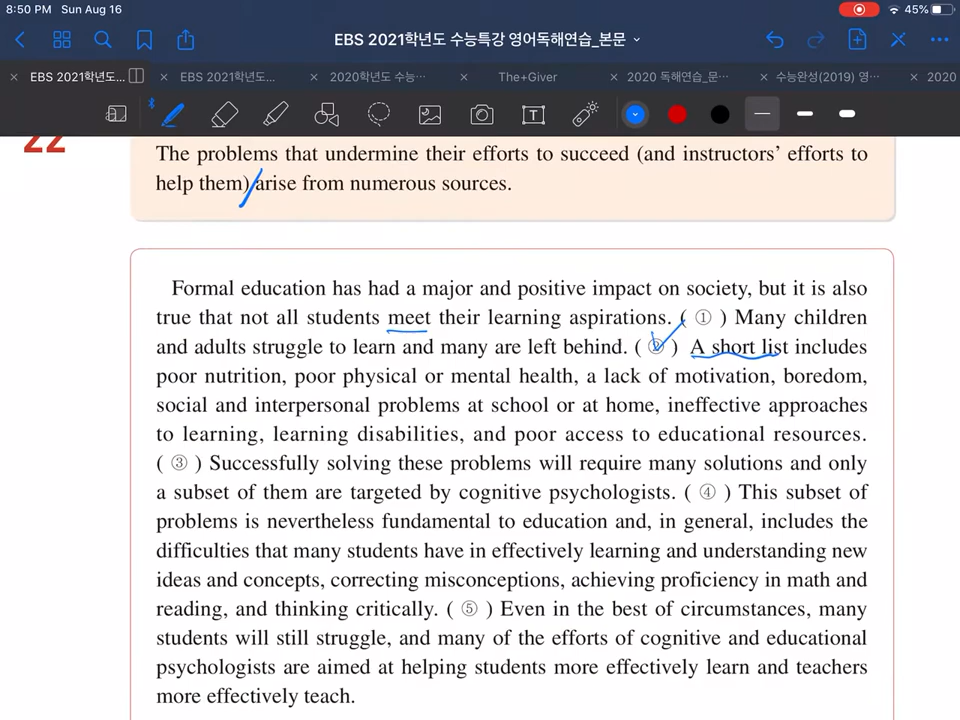 8:50 PM Sun Aug 16 45%
EBS 2021학년도 수능특강 영어독해연습_본문
EBS 2021학년도... EBS 2021학년도... 2020학년도 수능… The+Giver 2020 독해연습_문… 수능완성(2019) 영… 2020
22
The problems that undermine their efforts to succeed (and instructors' efforts to
help them) arise from numerous sources.
Formal education has had a major and positive impact on society, but it is also
true that not all students meet their learning aspirations. ( ① ) Many children
and adults struggle to learn and many are left behind. ( ② ) A short list includes
poor nutrition, poor physical or mental health, a lack of motivation, boredom,
social and interpersonal problems at school or at home, ineffective approaches
to learning, learning disabilities, and poor access to educational resources.
( ③ ) Successfully solving these problems will require many solutions and only
a subset of them are targeted by cognitive psychologists. ( ④ ) This subset of
problems is nevertheless fundamental to education and, in general, includes the
difficulties that many students have in effectively learning and understanding new
ideas and concepts, correcting misconceptions, achieving proficiency in math and
reading, and thinking critically. ( ⑤ ) Even in the best of circumstances, many
students will still struggle, and many of the efforts of cognitive and educational
psychologists are aimed at helping students more effectively learn and teachers
more effectively teach.